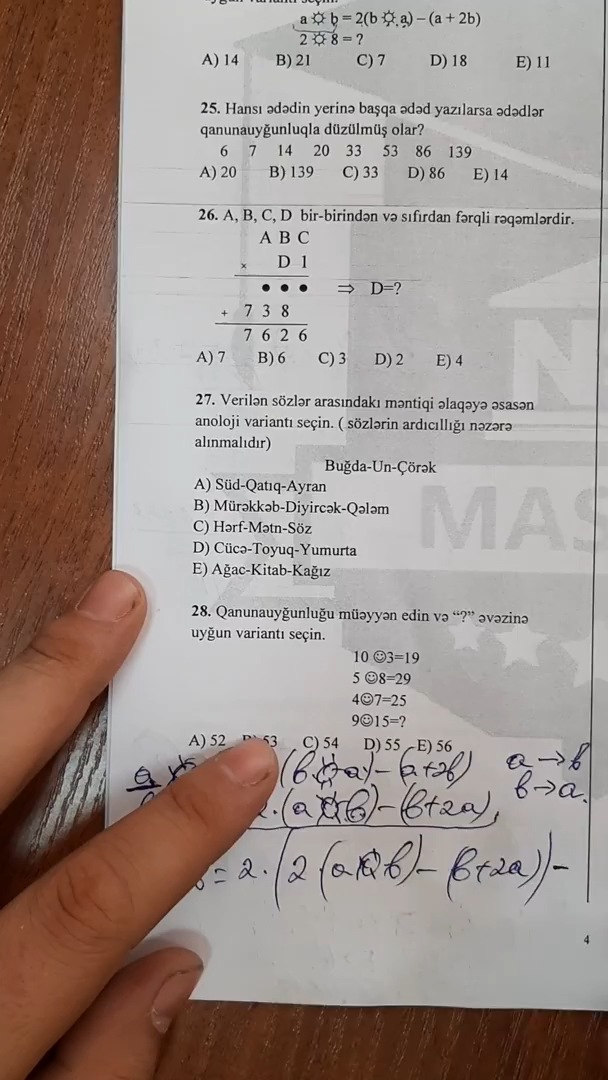 a ☼ b = 2(b ☼ a) − (a + 2b)
2 ☼ 8 = ?
A) 14 B) 21 C) 7 D) 18 E) 11
25. Hansı ədədin yerinə başqa ədəd yazılarsa ədədlər
qanunauyğunluqla düzülmüş olar?
6 7 14 20 33 53 86 139
A) 20 B) 139 C) 33 D) 86 E) 14
26. A, B, C, D bir-birindən və sıfırdan fərqli rəqəmlərdir.
A B C
x D 1
• • • ⇒ D=?
+ 7 3 8
7 6 2 6
A) 7 B) 6 C) 3 D) 2 E) 4
27. Verilən sözlər arasındakı məntiqi əlaqəyə əsasən
anoloji variantı seçin. ( sözlərin ardıcıllığı nəzərə
alınmalıdır)
Buğda-Un-Çörək
A) Süd-Qatıq-Ayran
B) Mürəkkəb-Diyircək-Qələm
C) Hərf-Mətn-Söz
D) Cücə-Toyuq-Yumurta
E) Ağac-Kitab-Kağız
28. Qanunauyğunluğu müəyyən edin və “?” əvəzinə
uyğun variantı seçin.
10 ☺3=19
5 ☺8=29
4☺7=25
9☺15=?
A) 52 53 C) 54 D) 55 E) 56
(b☼a)−(a+2b) a→b
2·(a☼b)−(b+2a) b→a.
= 2·(2(a☼b)−(b+2a))−
4
MAS